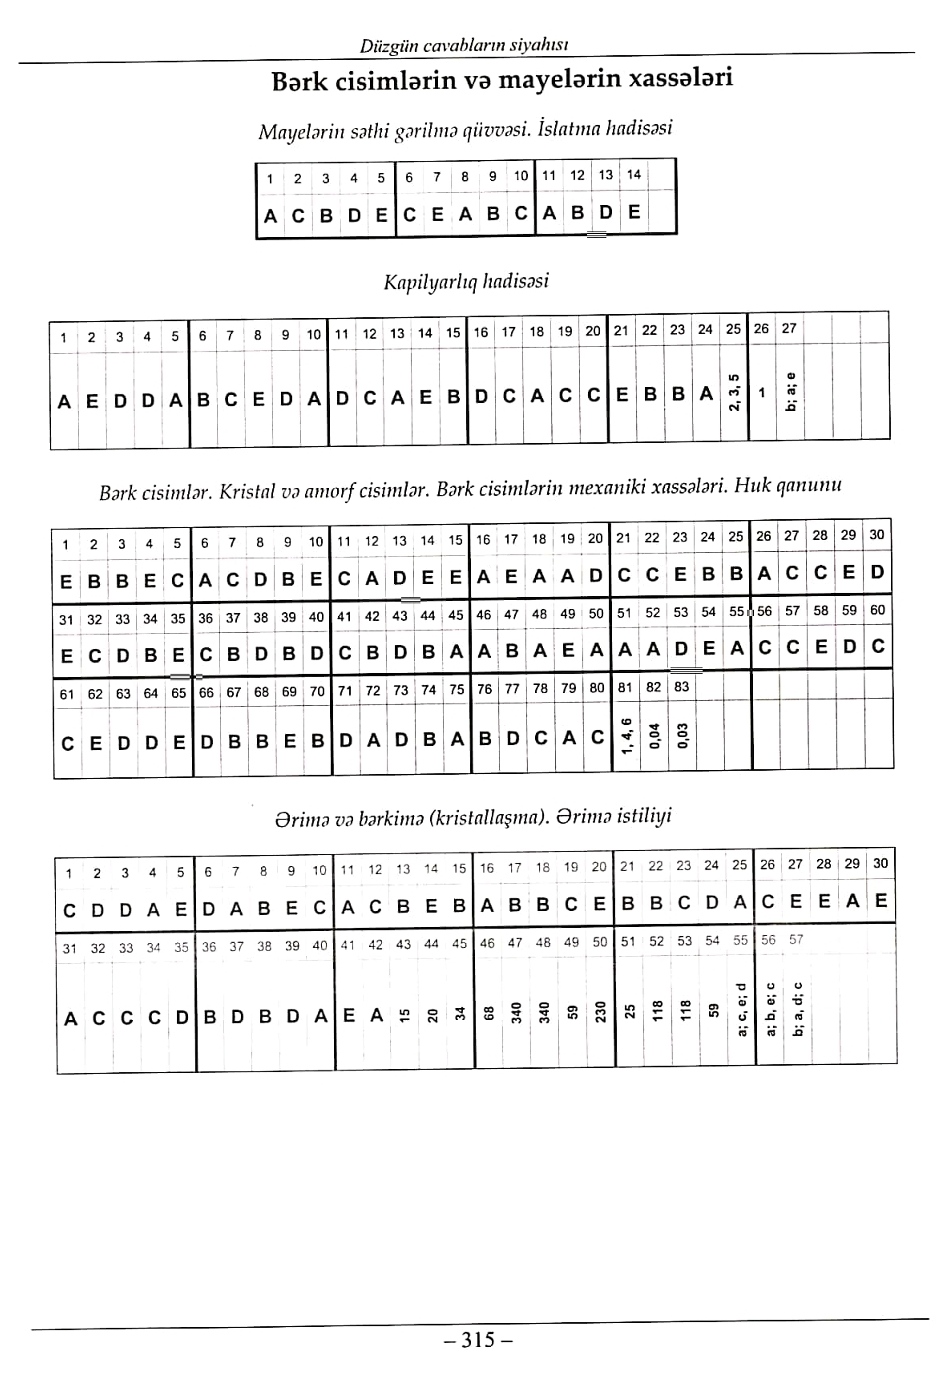 Düzgün cavabların siyahısı
Bərk cisimlərin və mayelərin xassələri
Mayelərin səthi gərilmə qüvvəsi. İslatma hadisəsi
1 2 3 4 5 6 7 8 9 10 11 12 13 14
A C B D E C E A B C A B D E
Kapilyarlıq hadisəsi
1 2 3 4 5 6 7 8 9 10 11 12 13 14 15 16 17 18 19 20 21 22 23 24 25 26 27
A E D D A B C E D A D C A E B D C A C C E B B A 2, 3, 5 1 b; a; e
Bərk cisimlər. Kristal və amorf cisimlər. Bərk cisimlərin mexaniki xassələri. Huk qanunu
1 2 3 4 5 6 7 8 9 10 11 12 13 14 15 16 17 18 19 20 21 22 23 24 25 26 27 28 29 30
E B B E C A C D B E C A D E E A E A A D C C E B B A C C E D
31 32 33 34 35 36 37 38 39 40 41 42 43 44 45 46 47 48 49 50 51 52 53 54 55 56 57 58 59 60
E C D B E C B D B D C B D B A A B A E A A A D E A C C E D C
61 62 63 64 65 66 67 68 69 70 71 72 73 74 75 76 77 78 79 80 81 82 83
C E D D E D B B E B D A D B A B D C A C 1, 4, 6 0,04 0,03
Ərimə və bərkimə (kristallaşma). Ərimə istiliyi
1 2 3 4 5 6 7 8 9 10 11 12 13 14 15 16 17 18 19 20 21 22 23 24 25 26 27 28 29 30
C D D A E D A B E C A C B E B A B B C E B B C D A C E E A E
31 32 33 34 35 36 37 38 39 40 41 42 43 44 45 46 47 48 49 50 51 52 53 54 55 56 57
A C C C D B D B D A E A 15 20 34 68 340 340 59 230 25 118 118 59 a; c, e; d a; b, e; c b; a, d; c
– 315 –